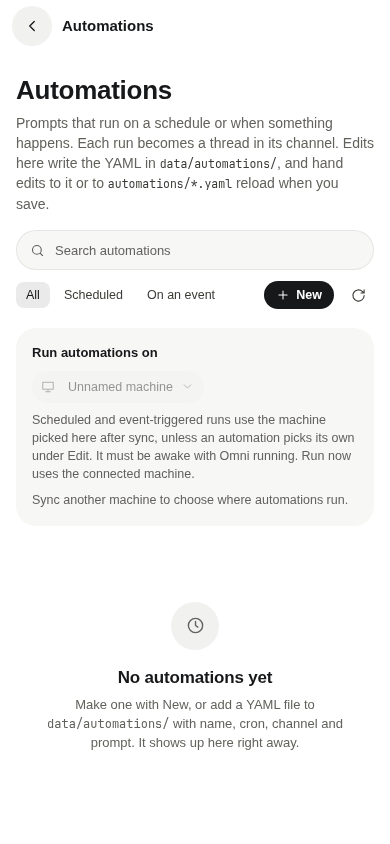 Automations
Automations
Prompts that run on a schedule or when something
happens. Each run becomes a thread in its channel. Edits
here write the YAML in data/automations/, and hand
edits to it or to automations/*.yaml reload when you
save.
Search automations
All
Scheduled
On an event
New
Run automations on
Unnamed machine
Scheduled and event-triggered runs use the machine
picked here after sync, unless an automation picks its own
under Edit. It must be awake with Omni running. Run now
uses the connected machine.
Sync another machine to choose where automations run.
No automations yet
Make one with New, or add a YAML file to
data/automations/ with name, cron, channel and
prompt. It shows up here right away.